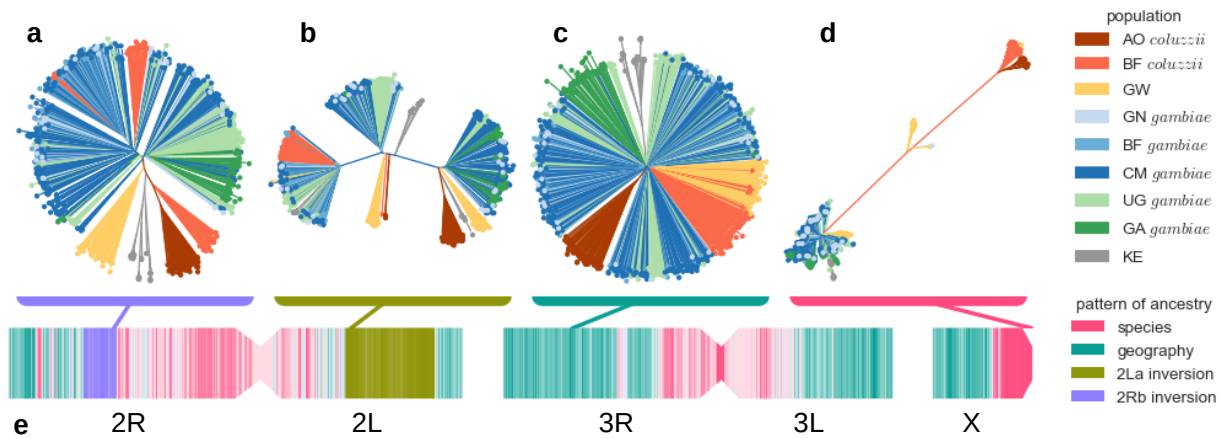 a
b
c
d
population
AO coluzzii
BF coluzzii
GW
GN gambiae
BF gambiae
CM gambiae
UG gambiae
GA gambiae
KE
pattern of ancestry
species
geography
2La inversion
2Rb inversion
e
2R
2L
3R
3L
X